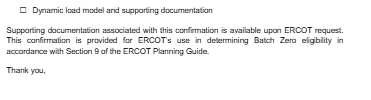 ☐ Dynamic load model and supporting documentation
Supporting documentation associated with this confirmation is available upon ERCOT request.
This confirmation is provided for ERCOT's use in determining Batch Zero eligibility in
accordance with Section 9 of the ERCOT Planning Guide.
Thank you,